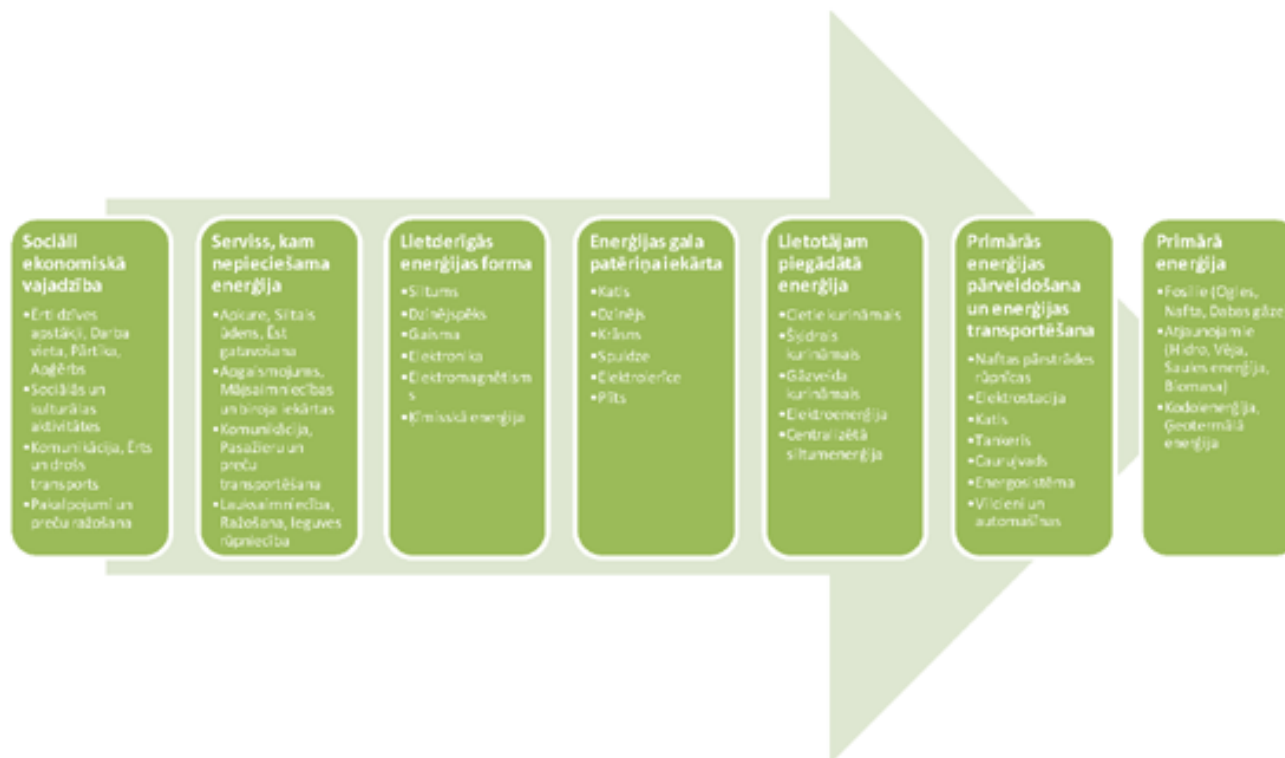 Sociāli
ekonomiskā
vajadzība
•Ērti dzīves
apstākļi, Darba
vieta, Pārtika,
Apģērbs
•Sociālās un
kulturālas
aktivitātes
•Komunikācija, Ērts
un drošs
transports
•Pakalpojumi un
preču ražošana
Serviss, kam
nepieciešama
enerģija
•Apkure, Siltais
ūdens, Ēst
gatavošana
•Apgaismojums,
Mājsaimniecības
un biroja iekārtas
•Komunikācija,
Pasažieru un
preču
transportēšana
•Lauksaimniecība,
Ražošana, Ieguves
rūpniecība
Lietderīgās
enerģijas forma
•Siltums
•Dzinējspēks
•Gaisma
•Elektronika
•Elektromagnētism
s
•Ķīmiskā enerģija
Enerģijas gala
patēriņa iekārta
•Katls
•Dzinējs
•Krāsns
•Spuldze
•Elektroierīce
•Plīts
Lietotājam
piegādātā
enerģija
•Cietie kurināmais
•Šķidrais
kurināmais
•Gāzveida
kurināmais
•Elektroenerģija
•Centralizētā
siltumenerģija
Primārās
enerģijas
pārveidošana
un enerģijas
transportēšana
•Naftas pārstrādes
rūpnīcas
•Elektrostacija
•Katls
•Tankeris
•Cauruļvads
•Energosistēma
•Vilcieni un
automašīnas
Primārā
enerģija
•Fosilie (Ogles,
Nafta, Dabas gāze
•Atjaunojamie
(Hidro, Vēja,
Saules enerģija,
Biomasa)
•Kodolenerģija,
Ģeotermālā
enerģija